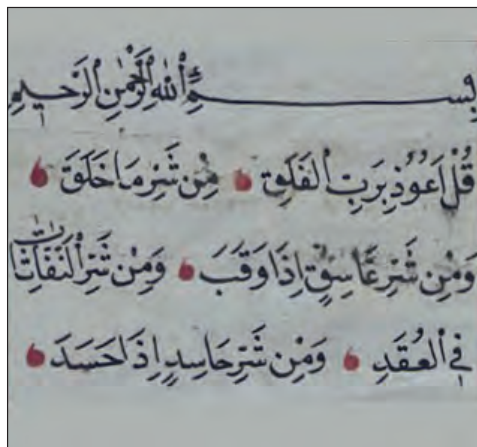 بِسْمِ اللهِ الرَّحْمٰنِ الرَّحِيمِ
قُلْ اَعُوذُ بِرَبِّ الْفَلَقِ مِنْ شَرِّ مَا خَلَقَ
وَمِنْ شَرِّ غَاسِقٍ اِذَا وَقَبَ وَمِنْ شَرِّ النَّفَّاثَاتِ
فِي الْعُقَدِ وَمِنْ شَرِّ حَاسِدٍ اِذَا حَسَدَ